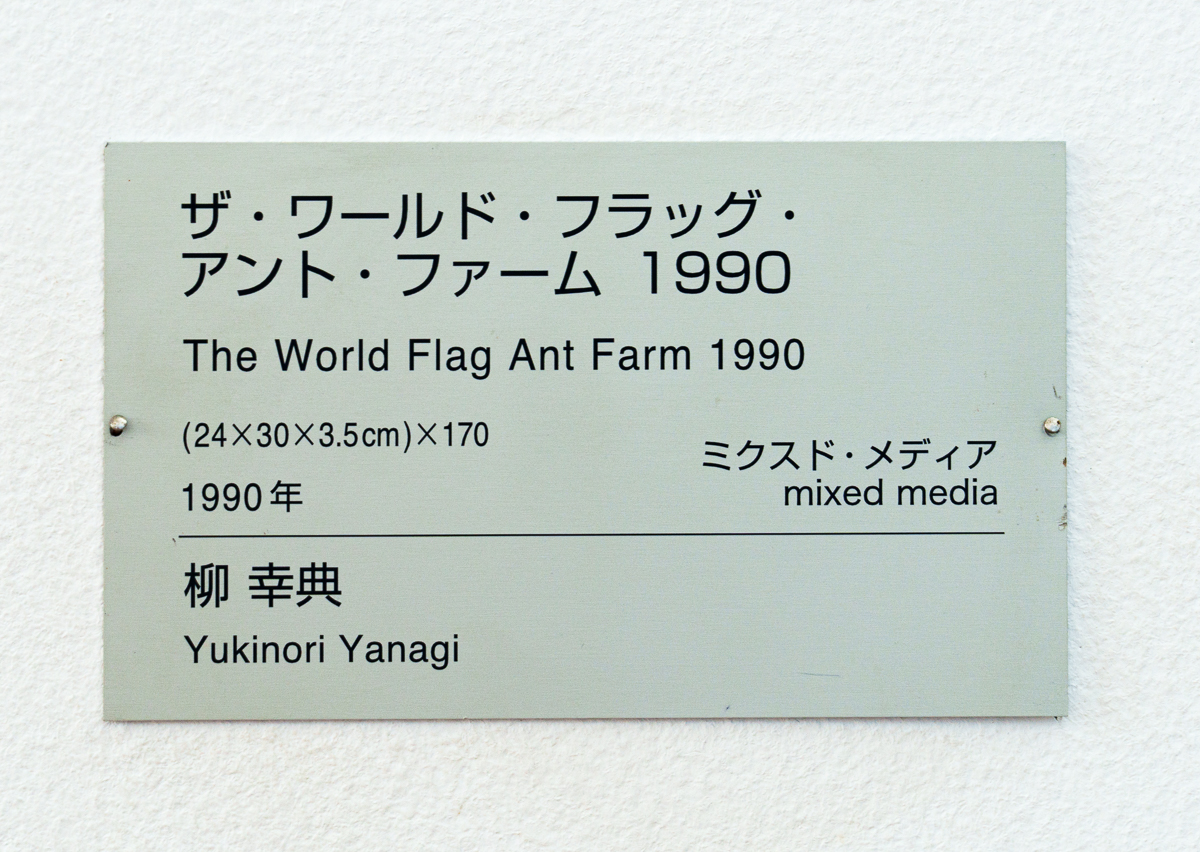 ザ・ワールド・フラッグ・
アント・ファーム 1990
The World Flag Ant Farm 1990
(24×30×3.5cm)×170
1990年
ミクスド・メディア
mixed media
柳 幸典
Yukinori Yanagi